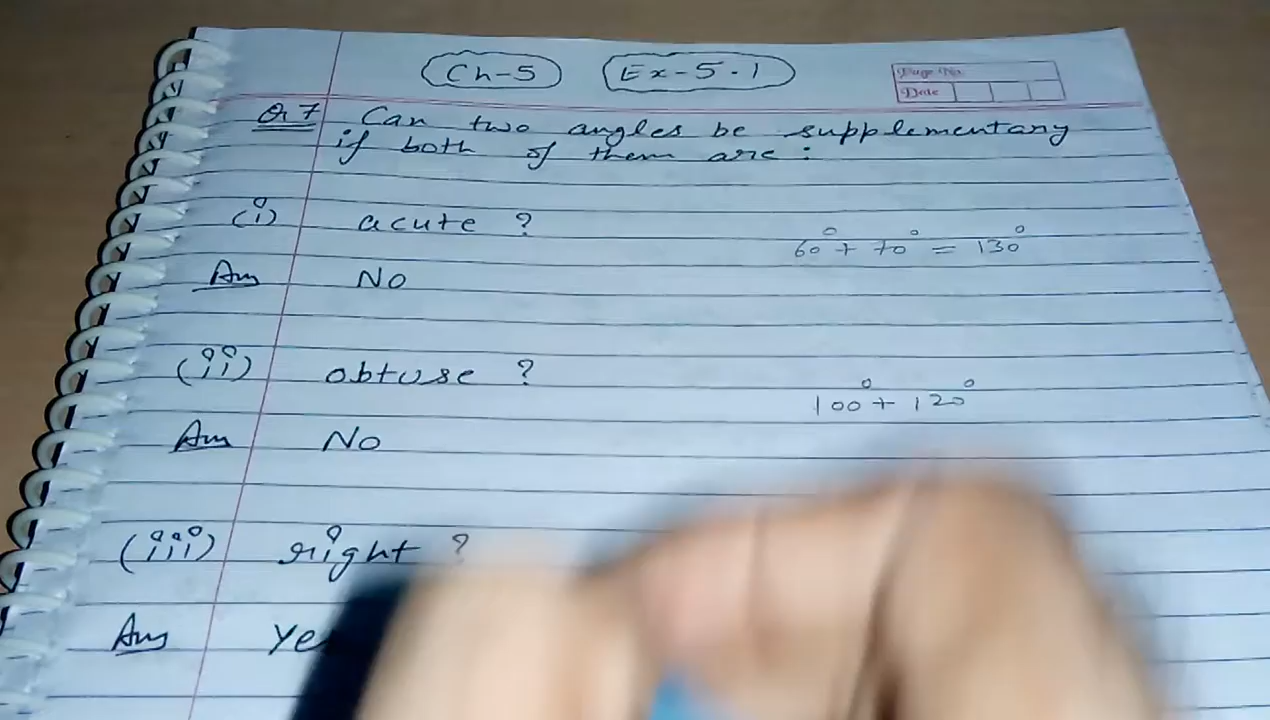 Ch-5 Ex-5.1
Page No.
Date
Q.7 Can two angles be supplementary
if both of them are :
(i) acute ? 60° + 70° = 130°
Ans No
(ii) obtuse ? 100° + 120°
Ans No
(iii) right ?
Ans Ye